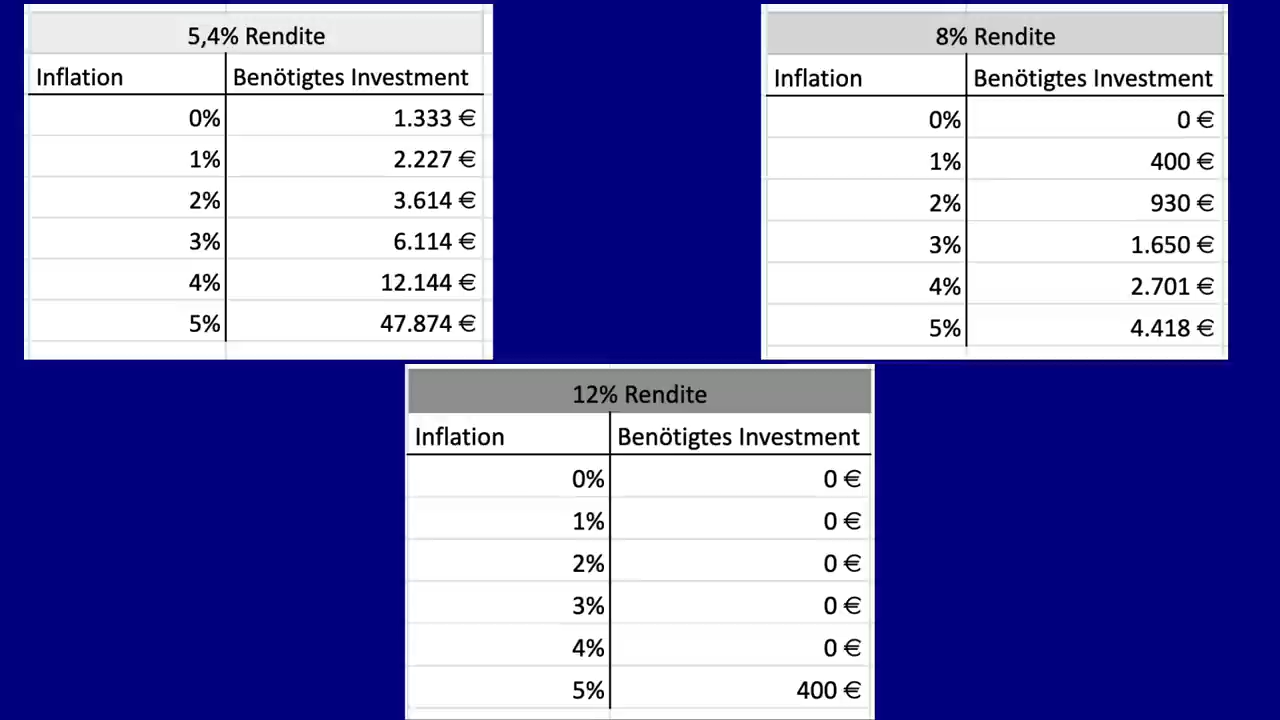 5,4% Rendite
Inflation Benötigtes Investment
0% 1.333 €
1% 2.227 €
2% 3.614 €
3% 6.114 €
4% 12.144 €
5% 47.874 €
8% Rendite
Inflation Benötigtes Investment
0% 0 €
1% 400 €
2% 930 €
3% 1.650 €
4% 2.701 €
5% 4.418 €
12% Rendite
Inflation Benötigtes Investment
0% 0 €
1% 0 €
2% 0 €
3% 0 €
4% 0 €
5% 400 €